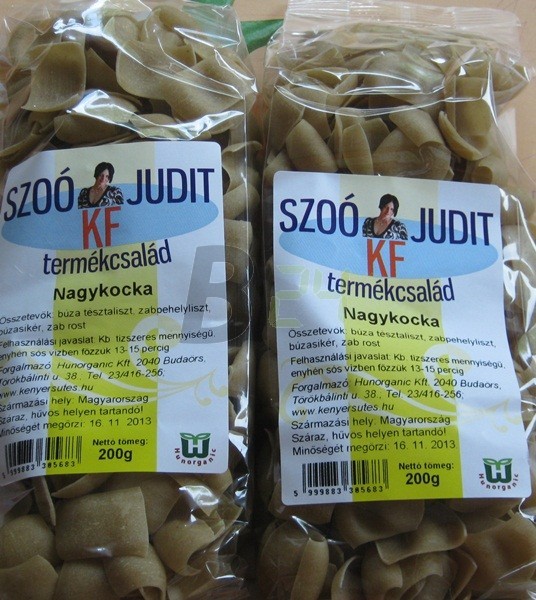 SZOÓ JUDIT
KF
termékcsalád
Nagykocka
Összetevők: búza tésztaliszt, zabpehelyliszt,
búzasikér, zab rost
Felhasználási javaslat: Kb. tízszeres mennyiségű,
enyhén sós vízben főzzük 13-15 percig
Forgalmazó: Hunorganic Kft. 2040 Budaörs,
Törökbálinti u. 38., Tel. 23/416-256;
www.kenyersutes.hu
Származási hely: Magyarország
Száraz, hűvös helyen tartandó!
Minőségét megőrzi: 16. 11. 2013
Nettó tömeg:
200g
5 999883 305683
Hunorganic
SZOÓ JUDIT
KF
termékcsalád
Nagykocka
Összetevők: búza tésztaliszt, zabpehelyliszt,
búzasikér, zab rost
Felhasználási javaslat: Kb. tízszeres mennyiségű,
enyhén sós vízben főzzük 13-15 percig
Forgalmazó: Hunorganic Kft. 2040 Budaörs,
Törökbálinti u. 38., Tel. 23/416-256;
www.kenyersutes.hu
Származási hely: Magyarország
Száraz, hűvös helyen tartandó!
Minőségét megőrzi: 16. 11. 2013
Nettó tömeg:
200g
5 999883 305683
Hunorganic